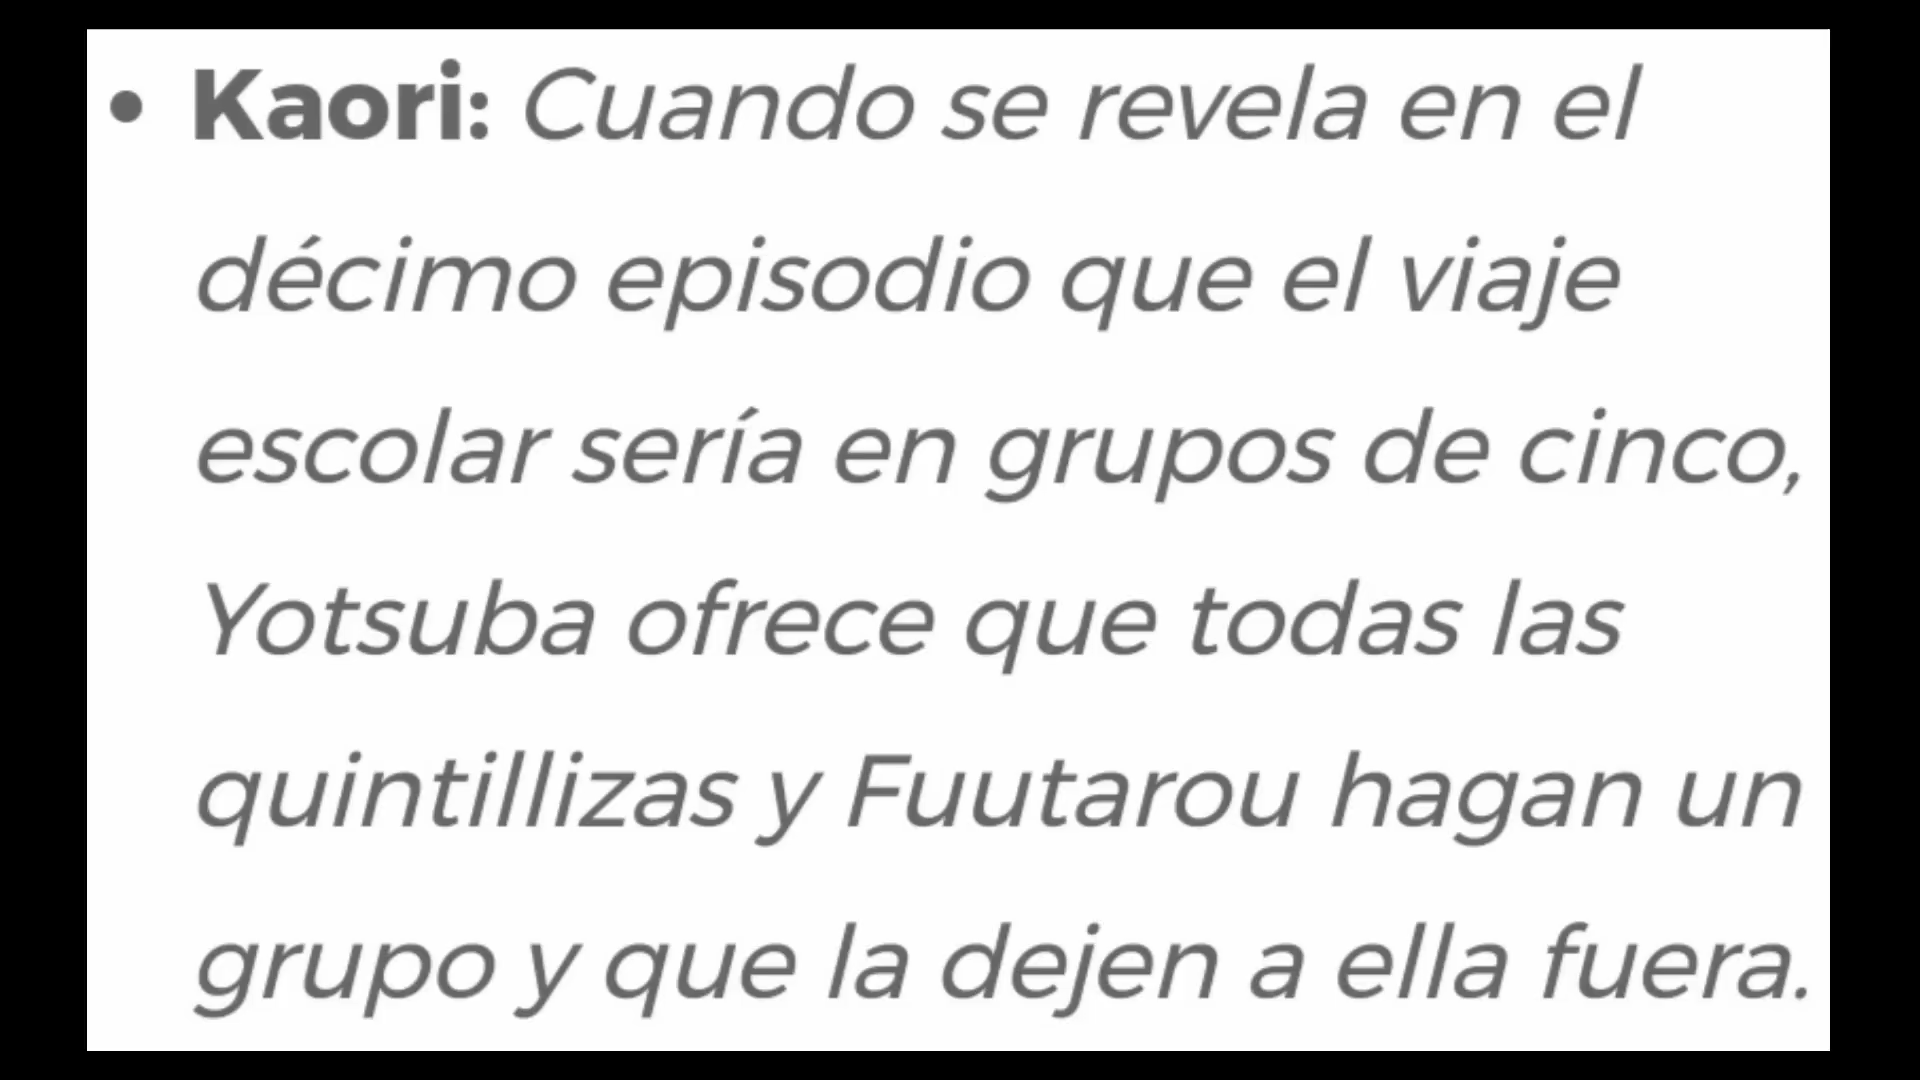 • Kaori: Cuando se revela en el
décimo episodio que el viaje
escolar sería en grupos de cinco,
Yotsuba ofrece que todas las
quintillizas y Fuutarou hagan un
grupo y que la dejen a ella fuera.